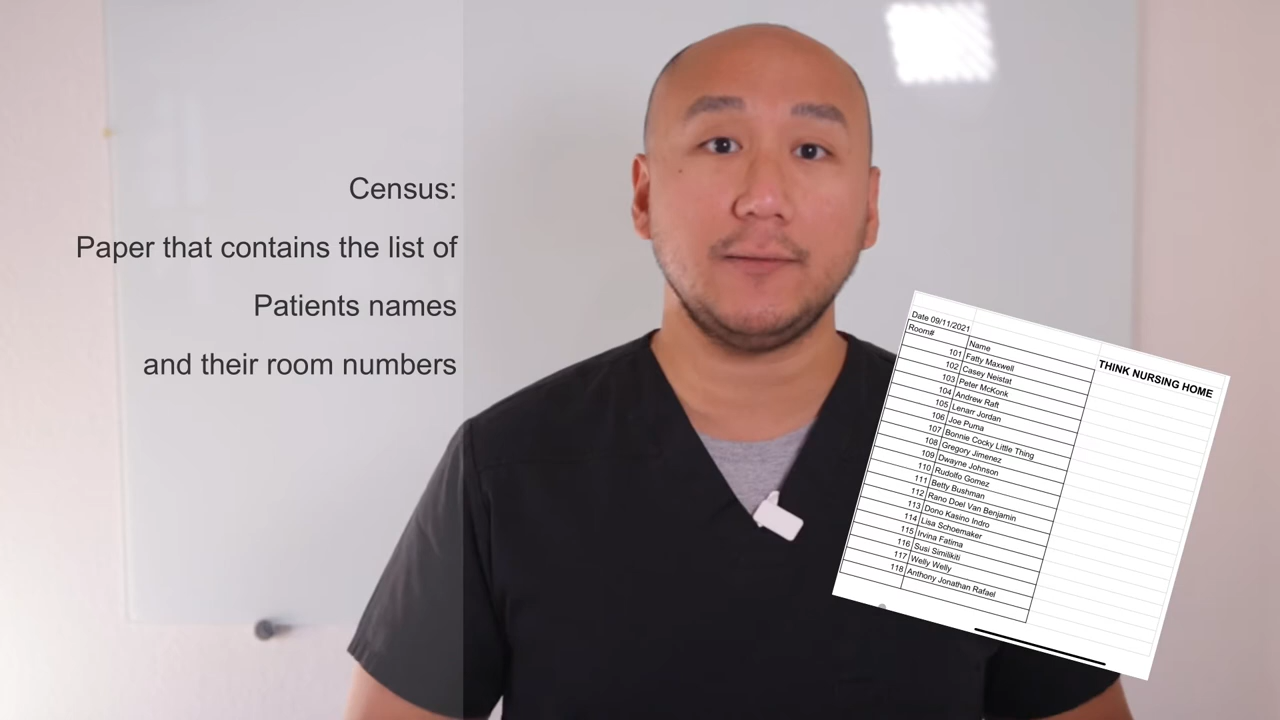 Census:
Paper that contains the list of
Patients names
and their room numbers
Date 09/11/2021
THINK NURSING HOME
Room# Name
101 Fatty Maxwell
102 Casey Neistat
103 Peter McKonk
104 Andrew Raft
105 Lenarr Jordan
106 Joe Puma
107 Bonnie Cocky Little Thing
108 Gregory Jimenez
109 Dwayne Johnson
110 Rudolfo Gomez
111 Betty Bushman
112 Rano Doel Van Benjamin
113 Dono Kasino Indro
114 Lisa Schoemaker
115 Irvina Fatima
116 Susi Similikiti
117 Welly Welly
118 Anthony Jonathan Rafael